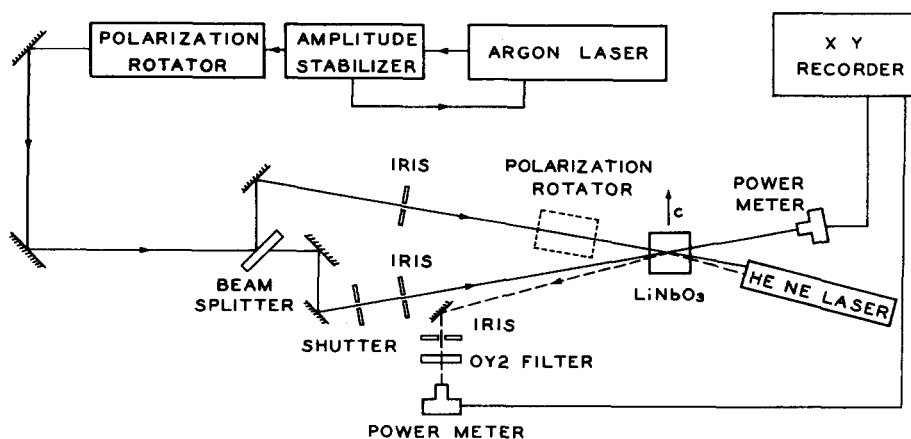 POLARIZATION
ROTATOR
AMPLITUDE
STABILIZER
ARGON LASER
X Y
RECORDER
IRIS
POLARIZATION
ROTATOR
C
POWER
METER
BEAM
SPLITTER
IRIS
LiNbO3
HE NE LASER
SHUTTER
IRIS
OY2 FILTER
POWER METER